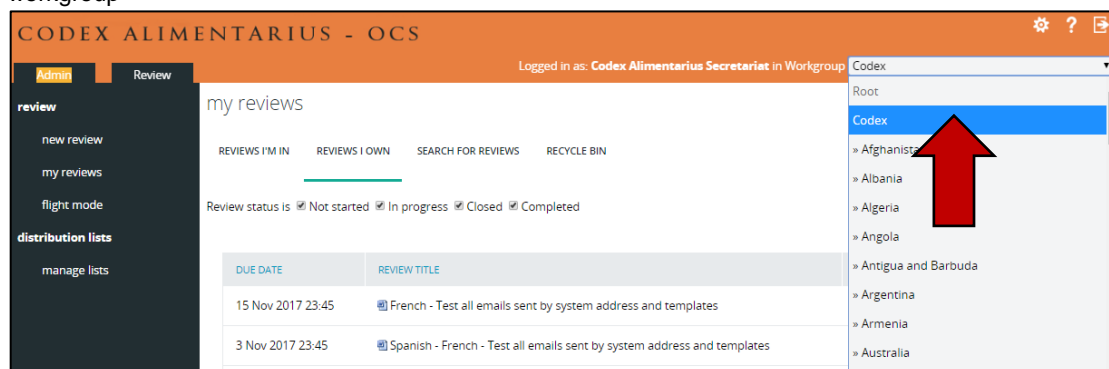 workgroup
CODEX ALIMENTARIUS - OCS
?
Logged in as: Codex Alimentarius Secretariat in Workgroup Codex
Admin Review
Root
Codex
» Albania
» Algeria
» Angola
» Antigua and Barbuda
» Argentina
» Armenia
» Australia
review
new review
my reviews
flight mode
distribution lists
manage lists
my reviews
REVIEWS I'M IN REVIEWS I OWN SEARCH FOR REVIEWS RECYCLE BIN
Review status is Not started In progress Closed Completed
DUE DATE REVIEW TITLE
15 Nov 2017 23:45 French - Test all emails sent by system address and templates
3 Nov 2017 23:45 Spanish - French - Test all emails sent by system address and templates